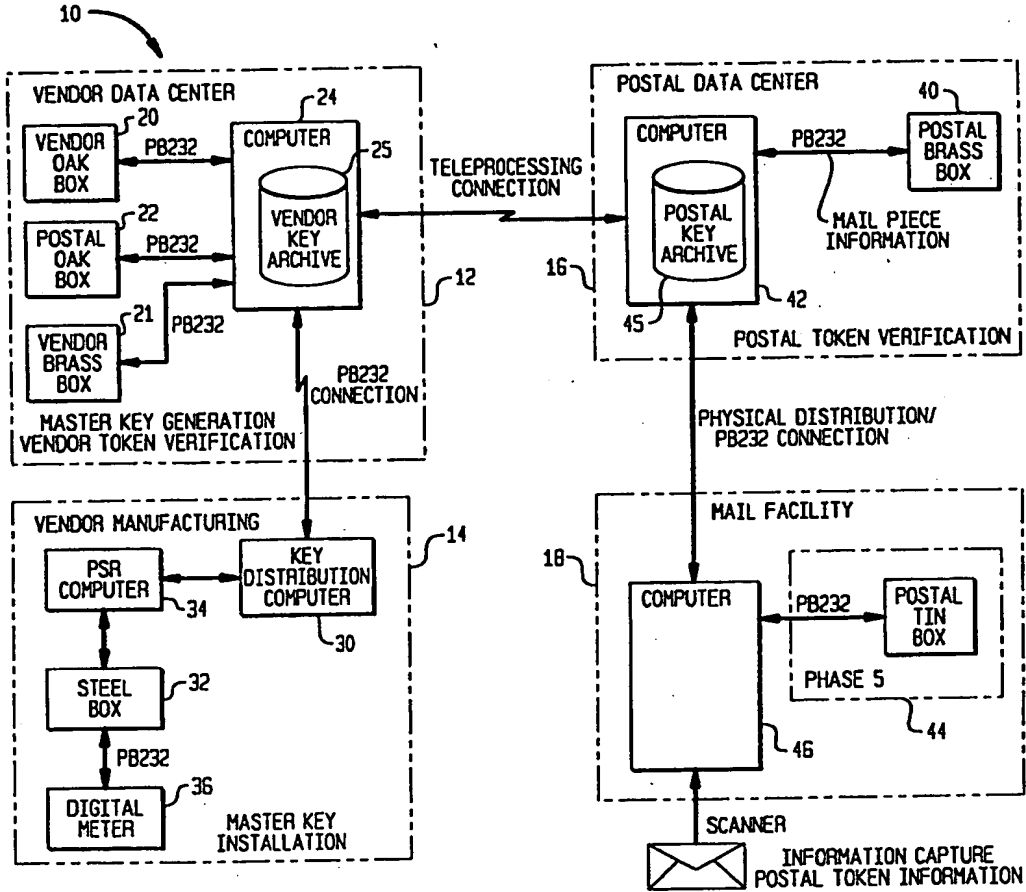 10
VENDOR DATA CENTER
20
VENDOR
OAK
BOX
PB232
24
COMPUTER
25
VENDOR
KEY
ARCHIVE
22
POSTAL
OAK
BOX
PB232
21
VENDOR
BRASS
BOX
PB232
12
MASTER KEY GENERATION
VENDOR TOKEN VERIFICATION
PB232
CONNECTION
TELEPROCESSING
CONNECTION
POSTAL DATA CENTER
COMPUTER
POSTAL
KEY
ARCHIVE
PB232
40
POSTAL
BRASS
BOX
MAIL PIECE
INFORMATION
16
45
42
POSTAL TOKEN VERIFICATION
PHYSICAL DISTRIBUTION/
PB232 CONNECTION
VENDOR MANUFACTURING
14
PSR
COMPUTER
34
KEY
DISTRIBUTION
COMPUTER
30
STEEL
BOX
32
PB232
DIGITAL
METER
36
MASTER KEY
INSTALLATION
MAIL FACILITY
18
COMPUTER
PB232
POSTAL
TIN
BOX
PHASE 5
44
46
SCANNER
INFORMATION CAPTURE
POSTAL TOKEN INFORMATION